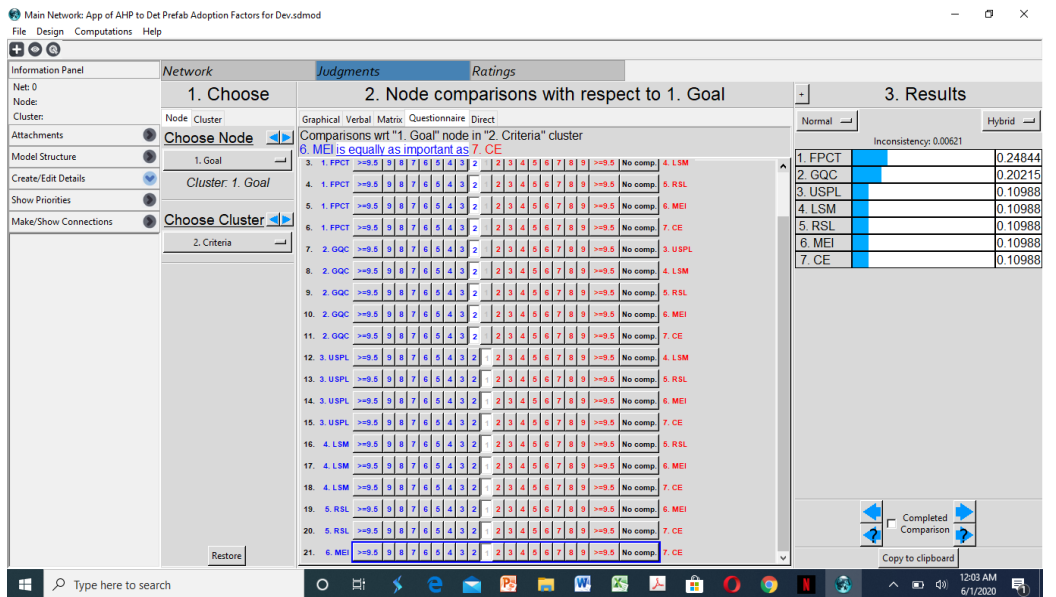 Main Network: App of AHP to Det Prefab Adoption Factors for Dev.sdmod
File Design Computations Help
Information Panel
Net: 0
Node:
Cluster:
Attachments
Model Structure
Create/Edit Details
Show Priorities
Make/Show Connections
Network Judgments Ratings
1. Choose
Node Cluster
Choose Node
1. Goal
Cluster: 1. Goal
Choose Cluster
2. Criteria
Restore
2. Node comparisons with respect to 1. Goal
Graphical Verbal Matrix Questionnaire Direct
Comparisons wrt "1. Goal" node in "2. Criteria" cluster
6. MEI is equally as important as 7. CE
3. 1. FPCT >=9.5 9 8 7 6 5 4 3 2 1 2 3 4 5 6 7 8 9 >=9.5 No comp. 4. LSM
4. 1. FPCT >=9.5 9 8 7 6 5 4 3 2 1 2 3 4 5 6 7 8 9 >=9.5 No comp. 5. RSL
5. 1. FPCT >=9.5 9 8 7 6 5 4 3 2 1 2 3 4 5 6 7 8 9 >=9.5 No comp. 6. MEI
6. 1. FPCT >=9.5 9 8 7 6 5 4 3 2 1 2 3 4 5 6 7 8 9 >=9.5 No comp. 7. CE
7. 2. GQC >=9.5 9 8 7 6 5 4 3 2 1 2 3 4 5 6 7 8 9 >=9.5 No comp. 3. USPL
8. 2. GQC >=9.5 9 8 7 6 5 4 3 2 1 2 3 4 5 6 7 8 9 >=9.5 No comp. 4. LSM
9. 2. GQC >=9.5 9 8 7 6 5 4 3 2 1 2 3 4 5 6 7 8 9 >=9.5 No comp. 5. RSL
10. 2. GQC >=9.5 9 8 7 6 5 4 3 2 1 2 3 4 5 6 7 8 9 >=9.5 No comp. 6. MEI
11. 2. GQC >=9.5 9 8 7 6 5 4 3 2 1 2 3 4 5 6 7 8 9 >=9.5 No comp. 7. CE
12. 3. USPL >=9.5 9 8 7 6 5 4 3 2 1 2 3 4 5 6 7 8 9 >=9.5 No comp. 4. LSM
13. 3. USPL >=9.5 9 8 7 6 5 4 3 2 1 2 3 4 5 6 7 8 9 >=9.5 No comp. 5. RSL
14. 3. USPL >=9.5 9 8 7 6 5 4 3 2 1 2 3 4 5 6 7 8 9 >=9.5 No comp. 6. MEI
15. 3. USPL >=9.5 9 8 7 6 5 4 3 2 1 2 3 4 5 6 7 8 9 >=9.5 No comp. 7. CE
16. 4. LSM >=9.5 9 8 7 6 5 4 3 2 1 2 3 4 5 6 7 8 9 >=9.5 No comp. 5. RSL
17. 4. LSM >=9.5 9 8 7 6 5 4 3 2 1 2 3 4 5 6 7 8 9 >=9.5 No comp. 6. MEI
18. 4. LSM >=9.5 9 8 7 6 5 4 3 2 1 2 3 4 5 6 7 8 9 >=9.5 No comp. 7. CE
19. 5. RSL >=9.5 9 8 7 6 5 4 3 2 1 2 3 4 5 6 7 8 9 >=9.5 No comp. 6. MEI
20. 5. RSL >=9.5 9 8 7 6 5 4 3 2 1 2 3 4 5 6 7 8 9 >=9.5 No comp. 7. CE
21. 6. MEI >=9.5 9 8 7 6 5 4 3 2 1 2 3 4 5 6 7 8 9 >=9.5 No comp. 7. CE
+ 3. Results
Normal Hybrid
Inconsistency: 0.00621
1. FPCT 0.24844
2. GQC 0.20215
3. USPL 0.10988
4. LSM 0.10988
5. RSL 0.10988
6. MEI 0.10988
7. CE 0.10988
Completed
Comparison
Copy to clipboard
Type here to search
12:03 AM
6/1/2020